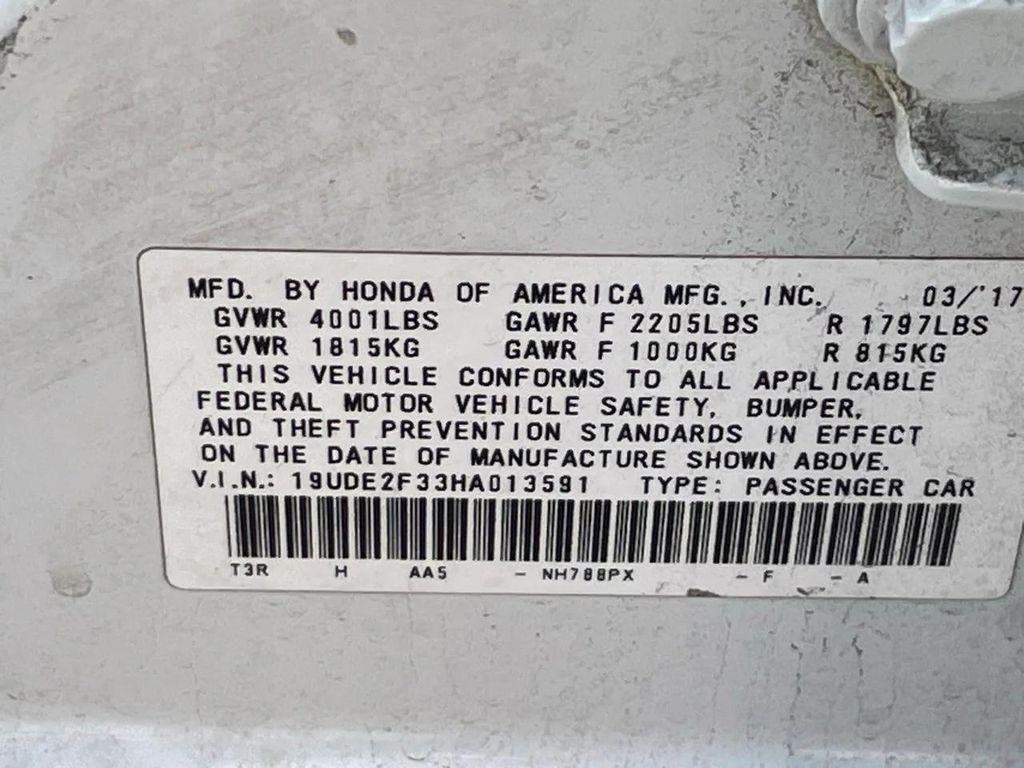 MFD. BY HONDA OF AMERICA MFG., INC. 03/'17
GVWR 4001LBS GAWR F 2205LBS R 1797LBS
GVWR 1815KG GAWR F 1000KG R 815KG
THIS VEHICLE CONFORMS TO ALL APPLICABLE
FEDERAL MOTOR VEHICLE SAFETY, BUMPER,
AND THEFT PREVENTION STANDARDS IN EFFECT
ON THE DATE OF MANUFACTURE SHOWN ABOVE.
V.I.N.: 19UDE2F33HA013591 TYPE: PASSENGER CAR
T3R H AA5 - NH788PX - F - A